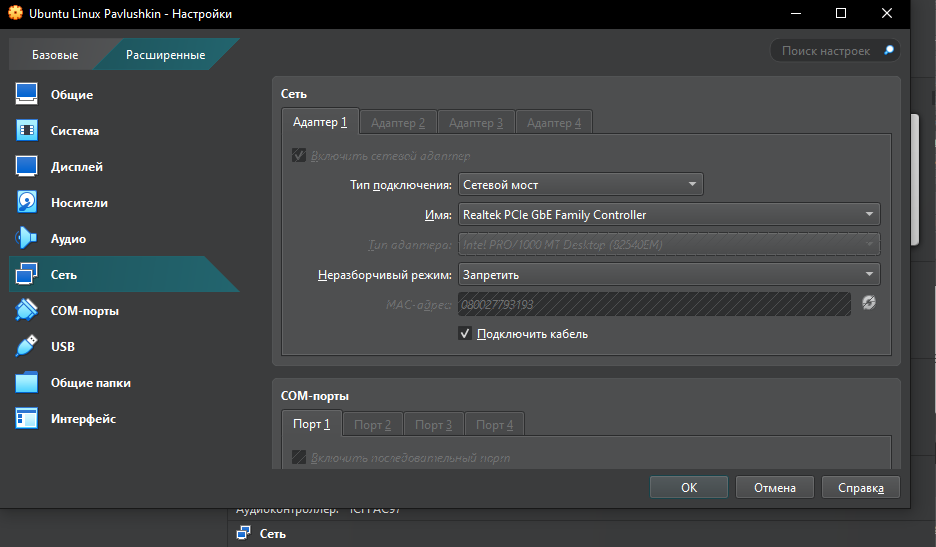 Ubuntu Linux Pavlushkin - Настройки
Базовые
Расширенные
Поиск настроек
Общие
Система
Дисплей
Носители
Аудио
Сеть
COM-порты
USB
Общие папки
Интерфейс
Сеть
Адаптер 1
Адаптер 2
Адаптер 3
Адаптер 4
Включить сетевой адаптер
Тип подключения: Сетевой мост
Имя: Realtek PCIe GbE Family Controller
Тип адаптера: Intel PRO/1000 MT Desktop (82540EM)
Неразборчивый режим: Запретить
MAC-адрес: 080027793193
Подключить кабель
COM-порты
Порт 1
Порт 2
Порт 3
Порт 4
Включить последовательный порт
OK
Отмена
Справка
Аудиоконтроллер: ICH AC97
Сеть